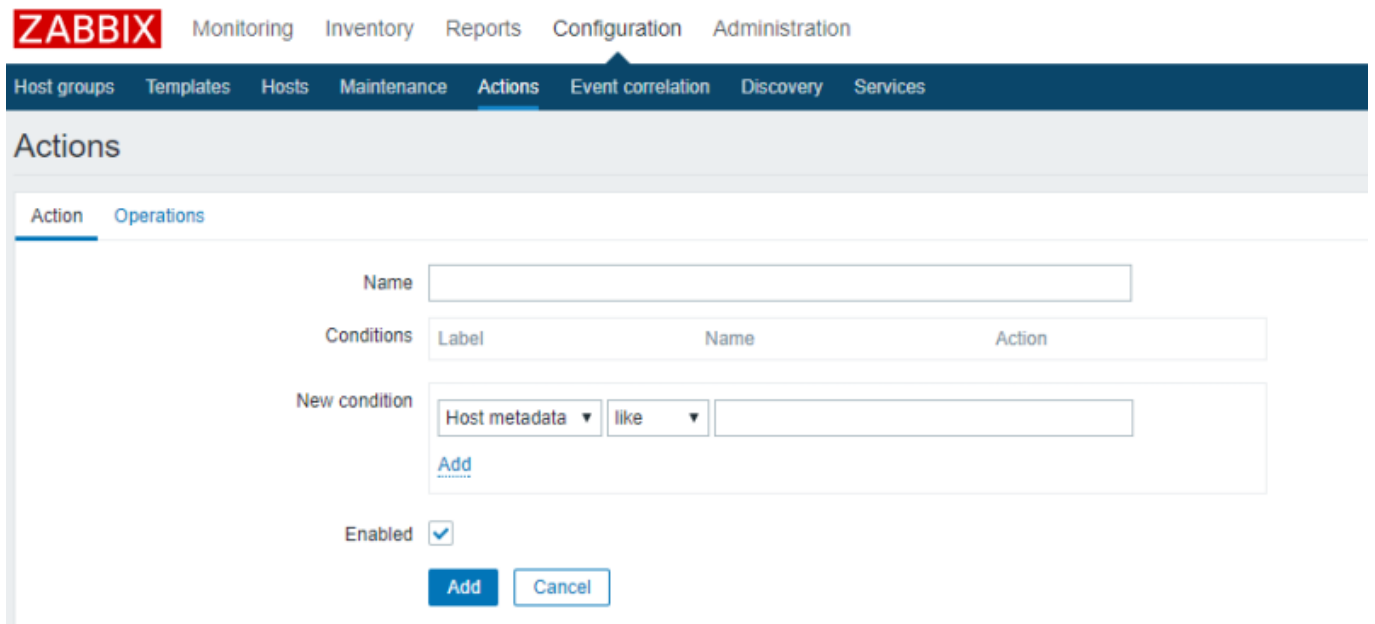 ZABBIX Monitoring Inventory Reports Configuration Administration
Host groups Templates Hosts Maintenance Actions Event correlation Discovery Services
Actions
Action Operations
Name
Conditions Label Name Action
New condition
Host metadata like
Add
Enabled
Add Cancel